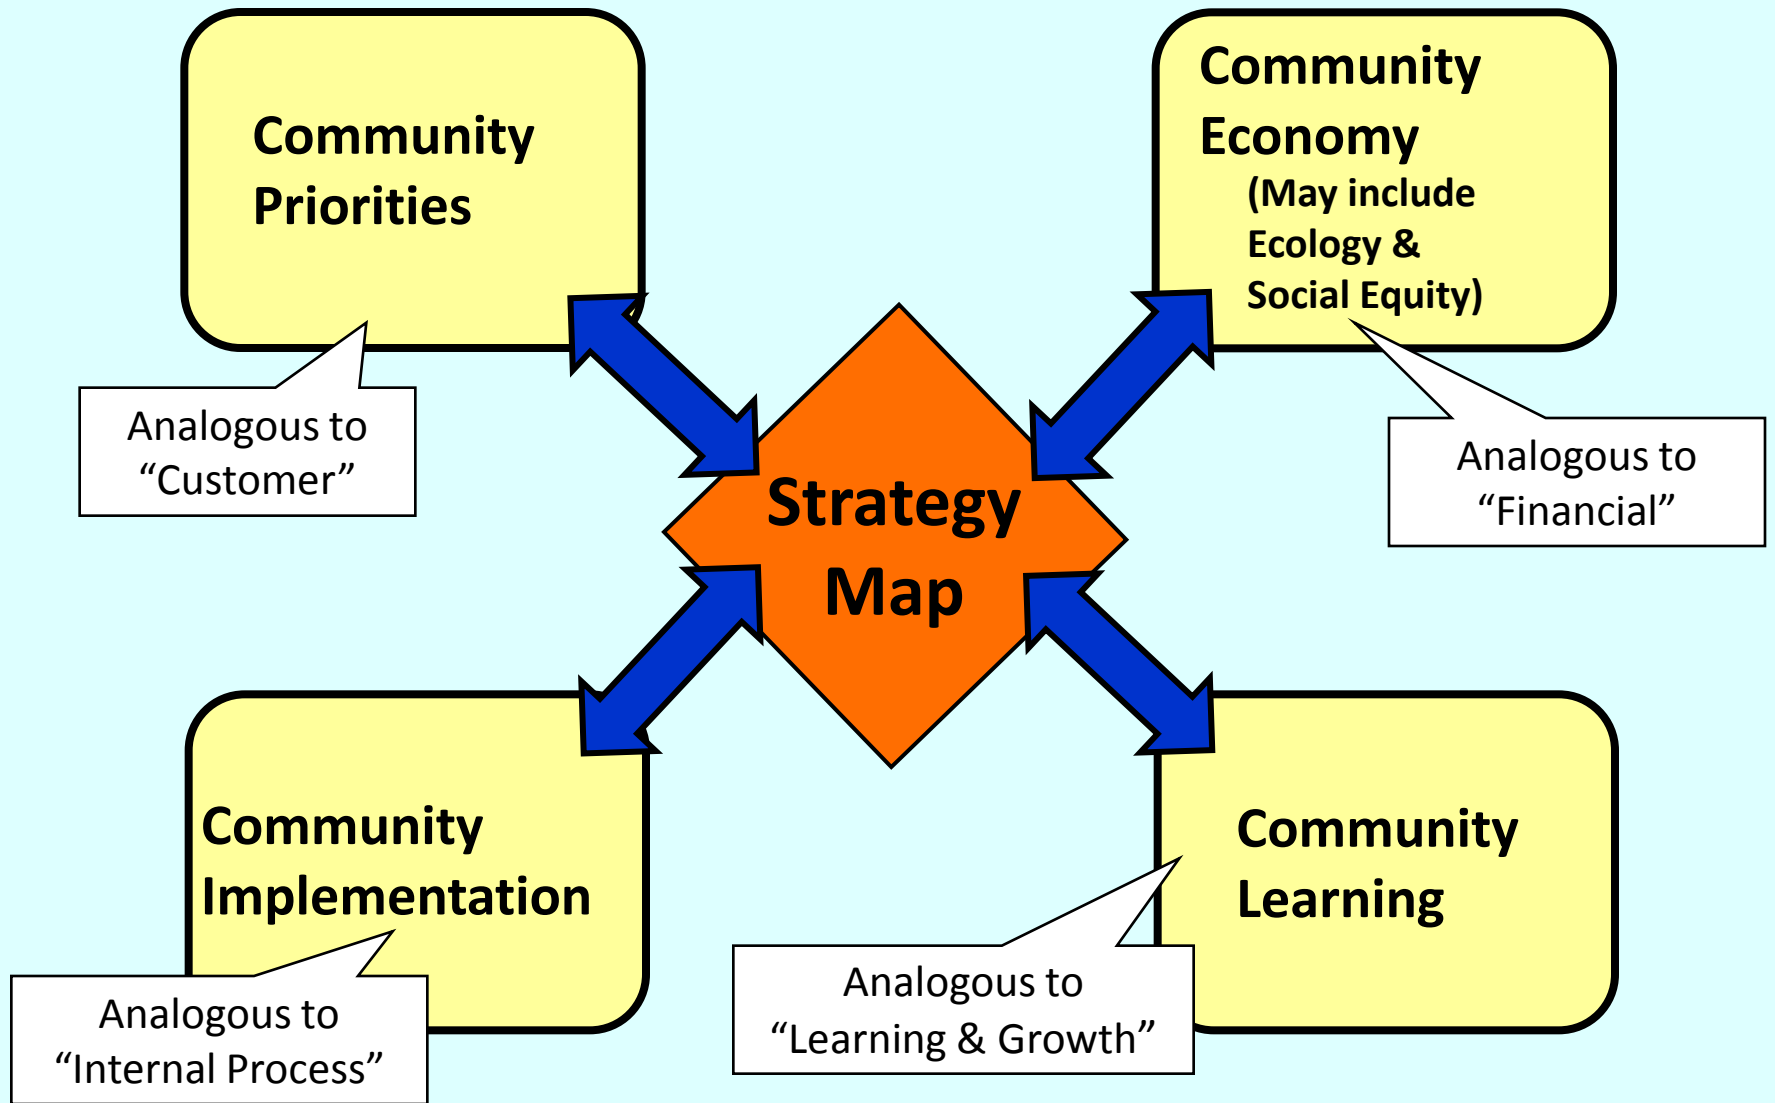 Community
Priorities
Analogous to
“Customer”
Community
Economy
(May include
Ecology &
Social Equity)
Analogous to
“Financial”
Strategy
Map
Community
Implementation
Analogous to
“Internal Process”
Community
Learning
Analogous to
“Learning & Growth”